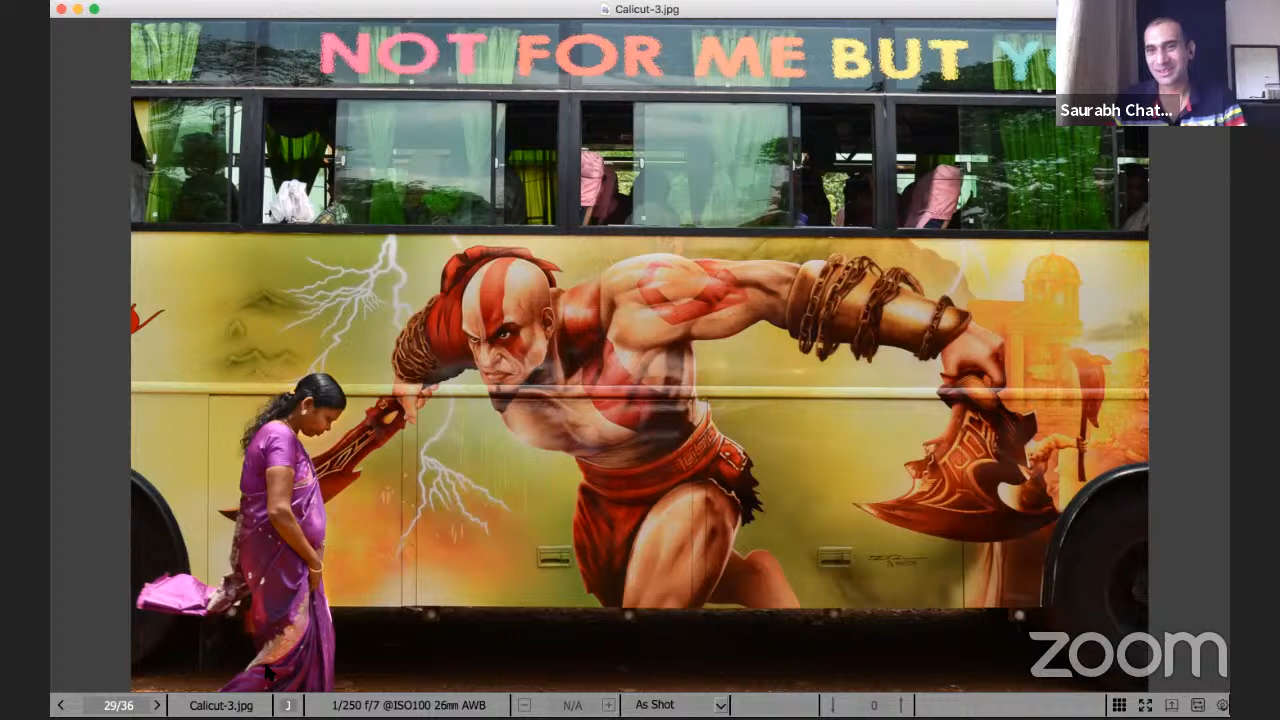 Calicut-3.jpg
NOT FOR ME BUT
Saurabh Chat...
zoom
29/36
Calicut-3.jpg
J
1/250 f/7 @ISO100 26mm AWB
N/A
As Shot
0